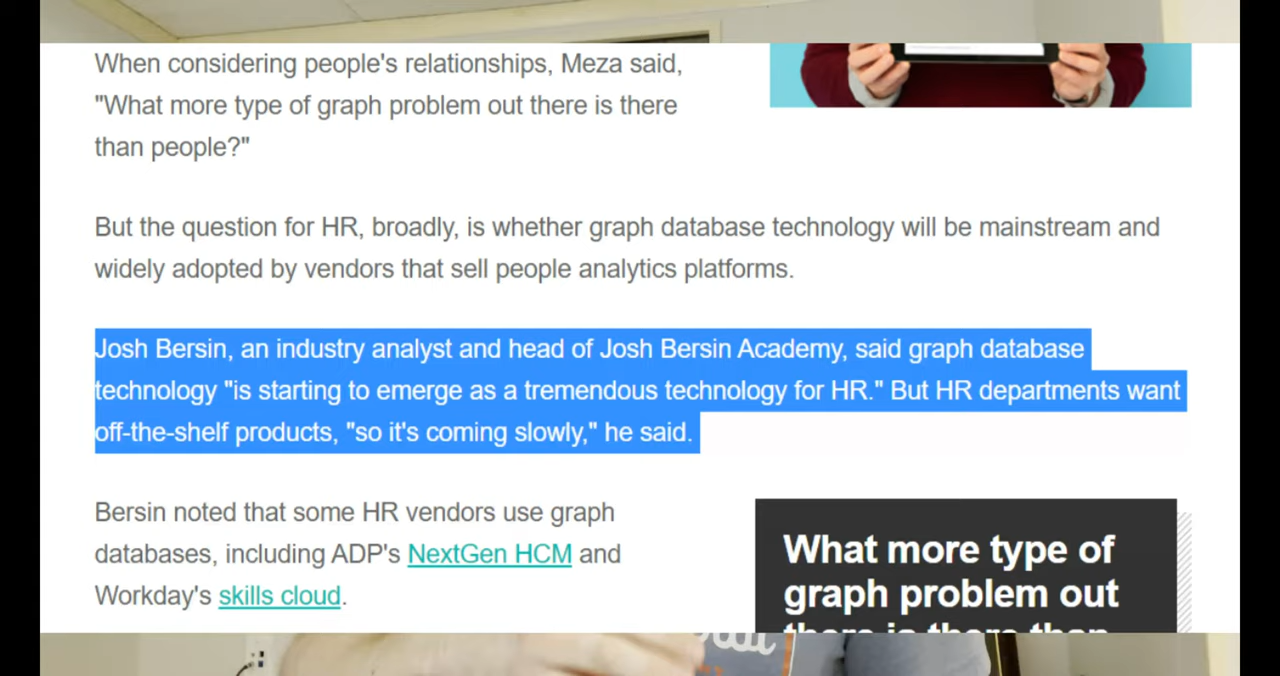 When considering people's relationships, Meza said,
"What more type of graph problem out there is there
than people?"
But the question for HR, broadly, is whether graph database technology will be mainstream and
widely adopted by vendors that sell people analytics platforms.
Josh Bersin, an industry analyst and head of Josh Bersin Academy, said graph database
technology "is starting to emerge as a tremendous technology for HR." But HR departments want
off-the-shelf products, "so it's coming slowly," he said.
Bersin noted that some HR vendors use graph
databases, including ADP's NextGen HCM and
Workday's skills cloud.
What more type of
graph problem out
there is there than